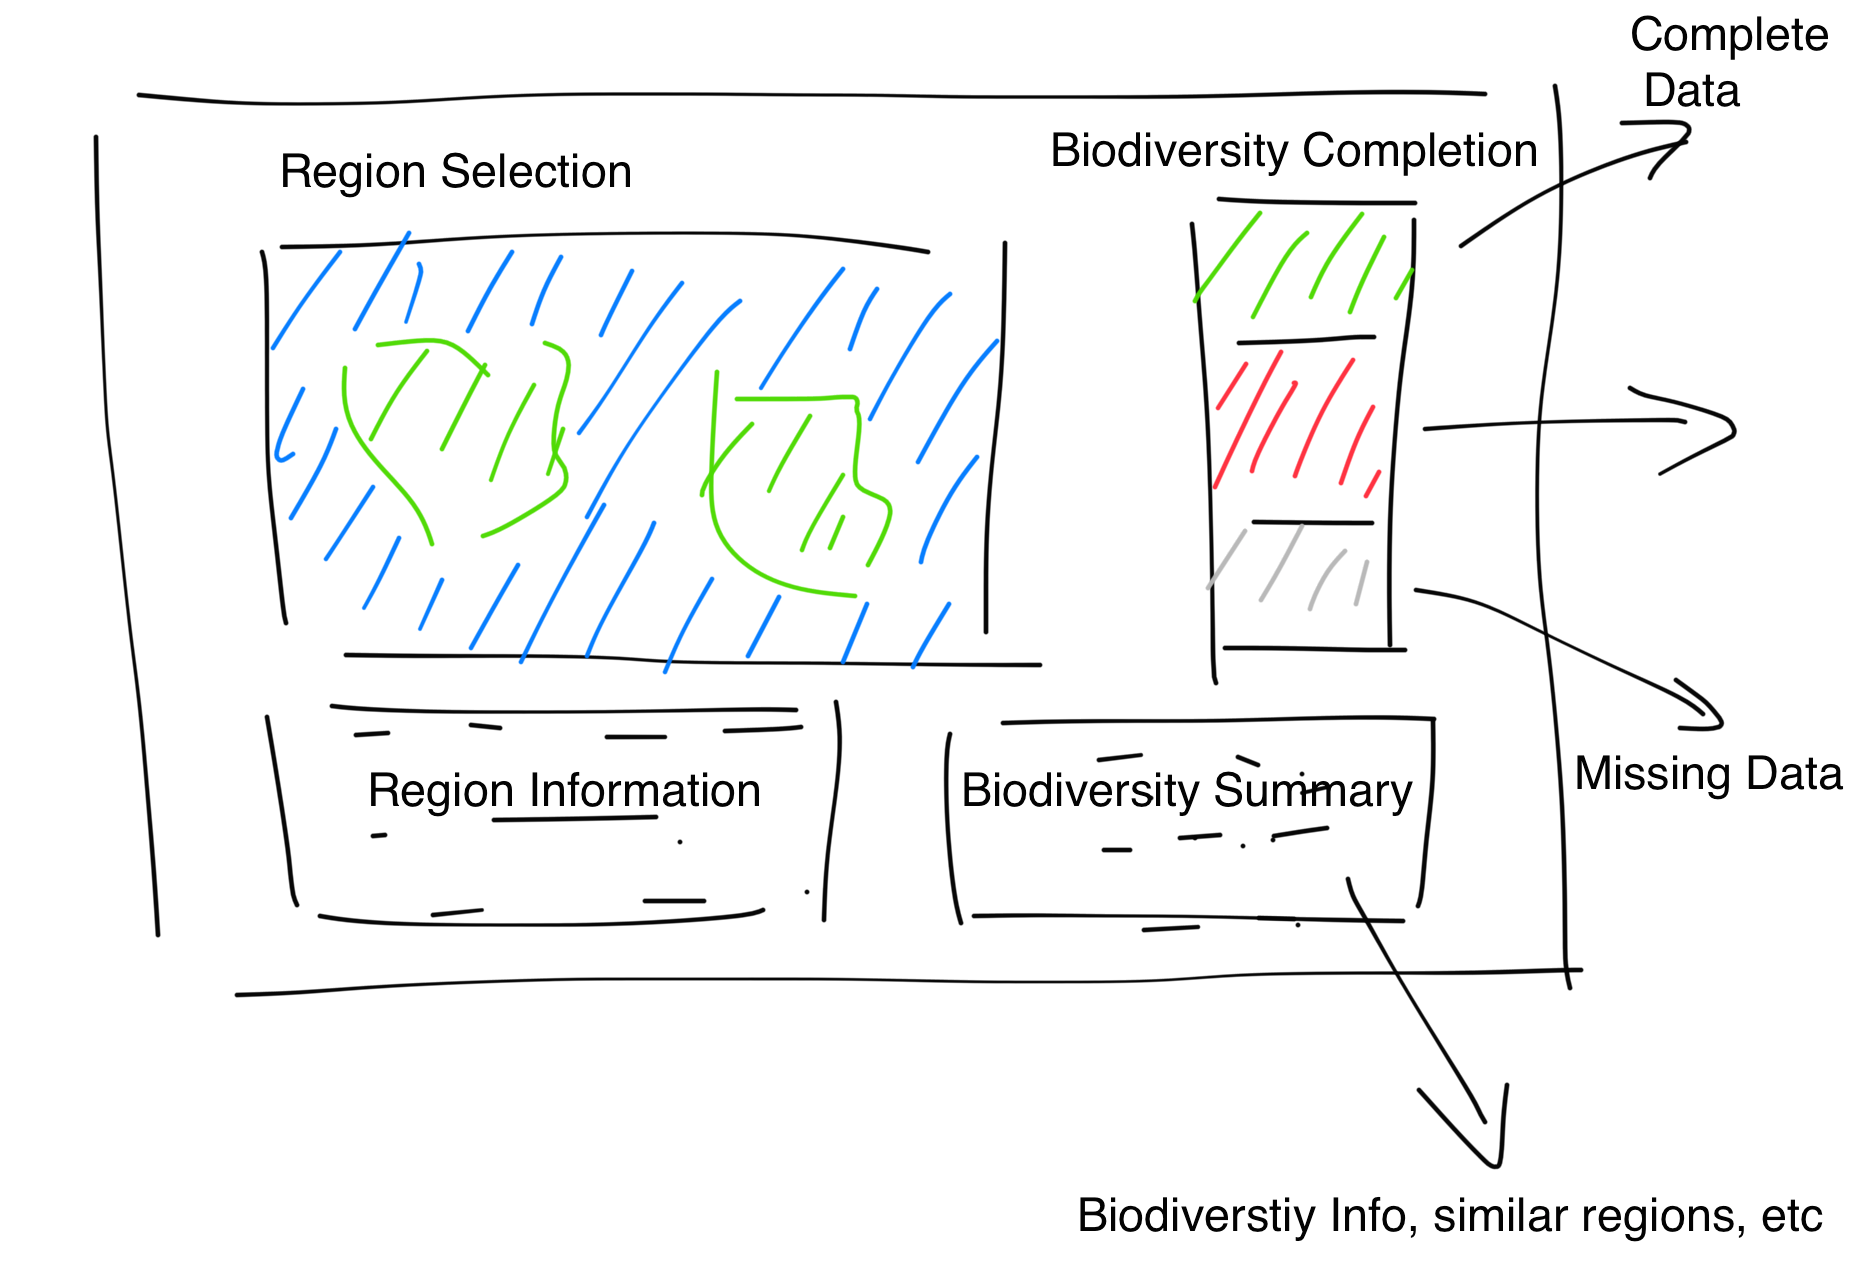 Complete
Data
Biodiversity Completion
Region Selection
Missing Data
Region Information
Biodiversity Summary
Biodiverstiy Info, similar regions, etc